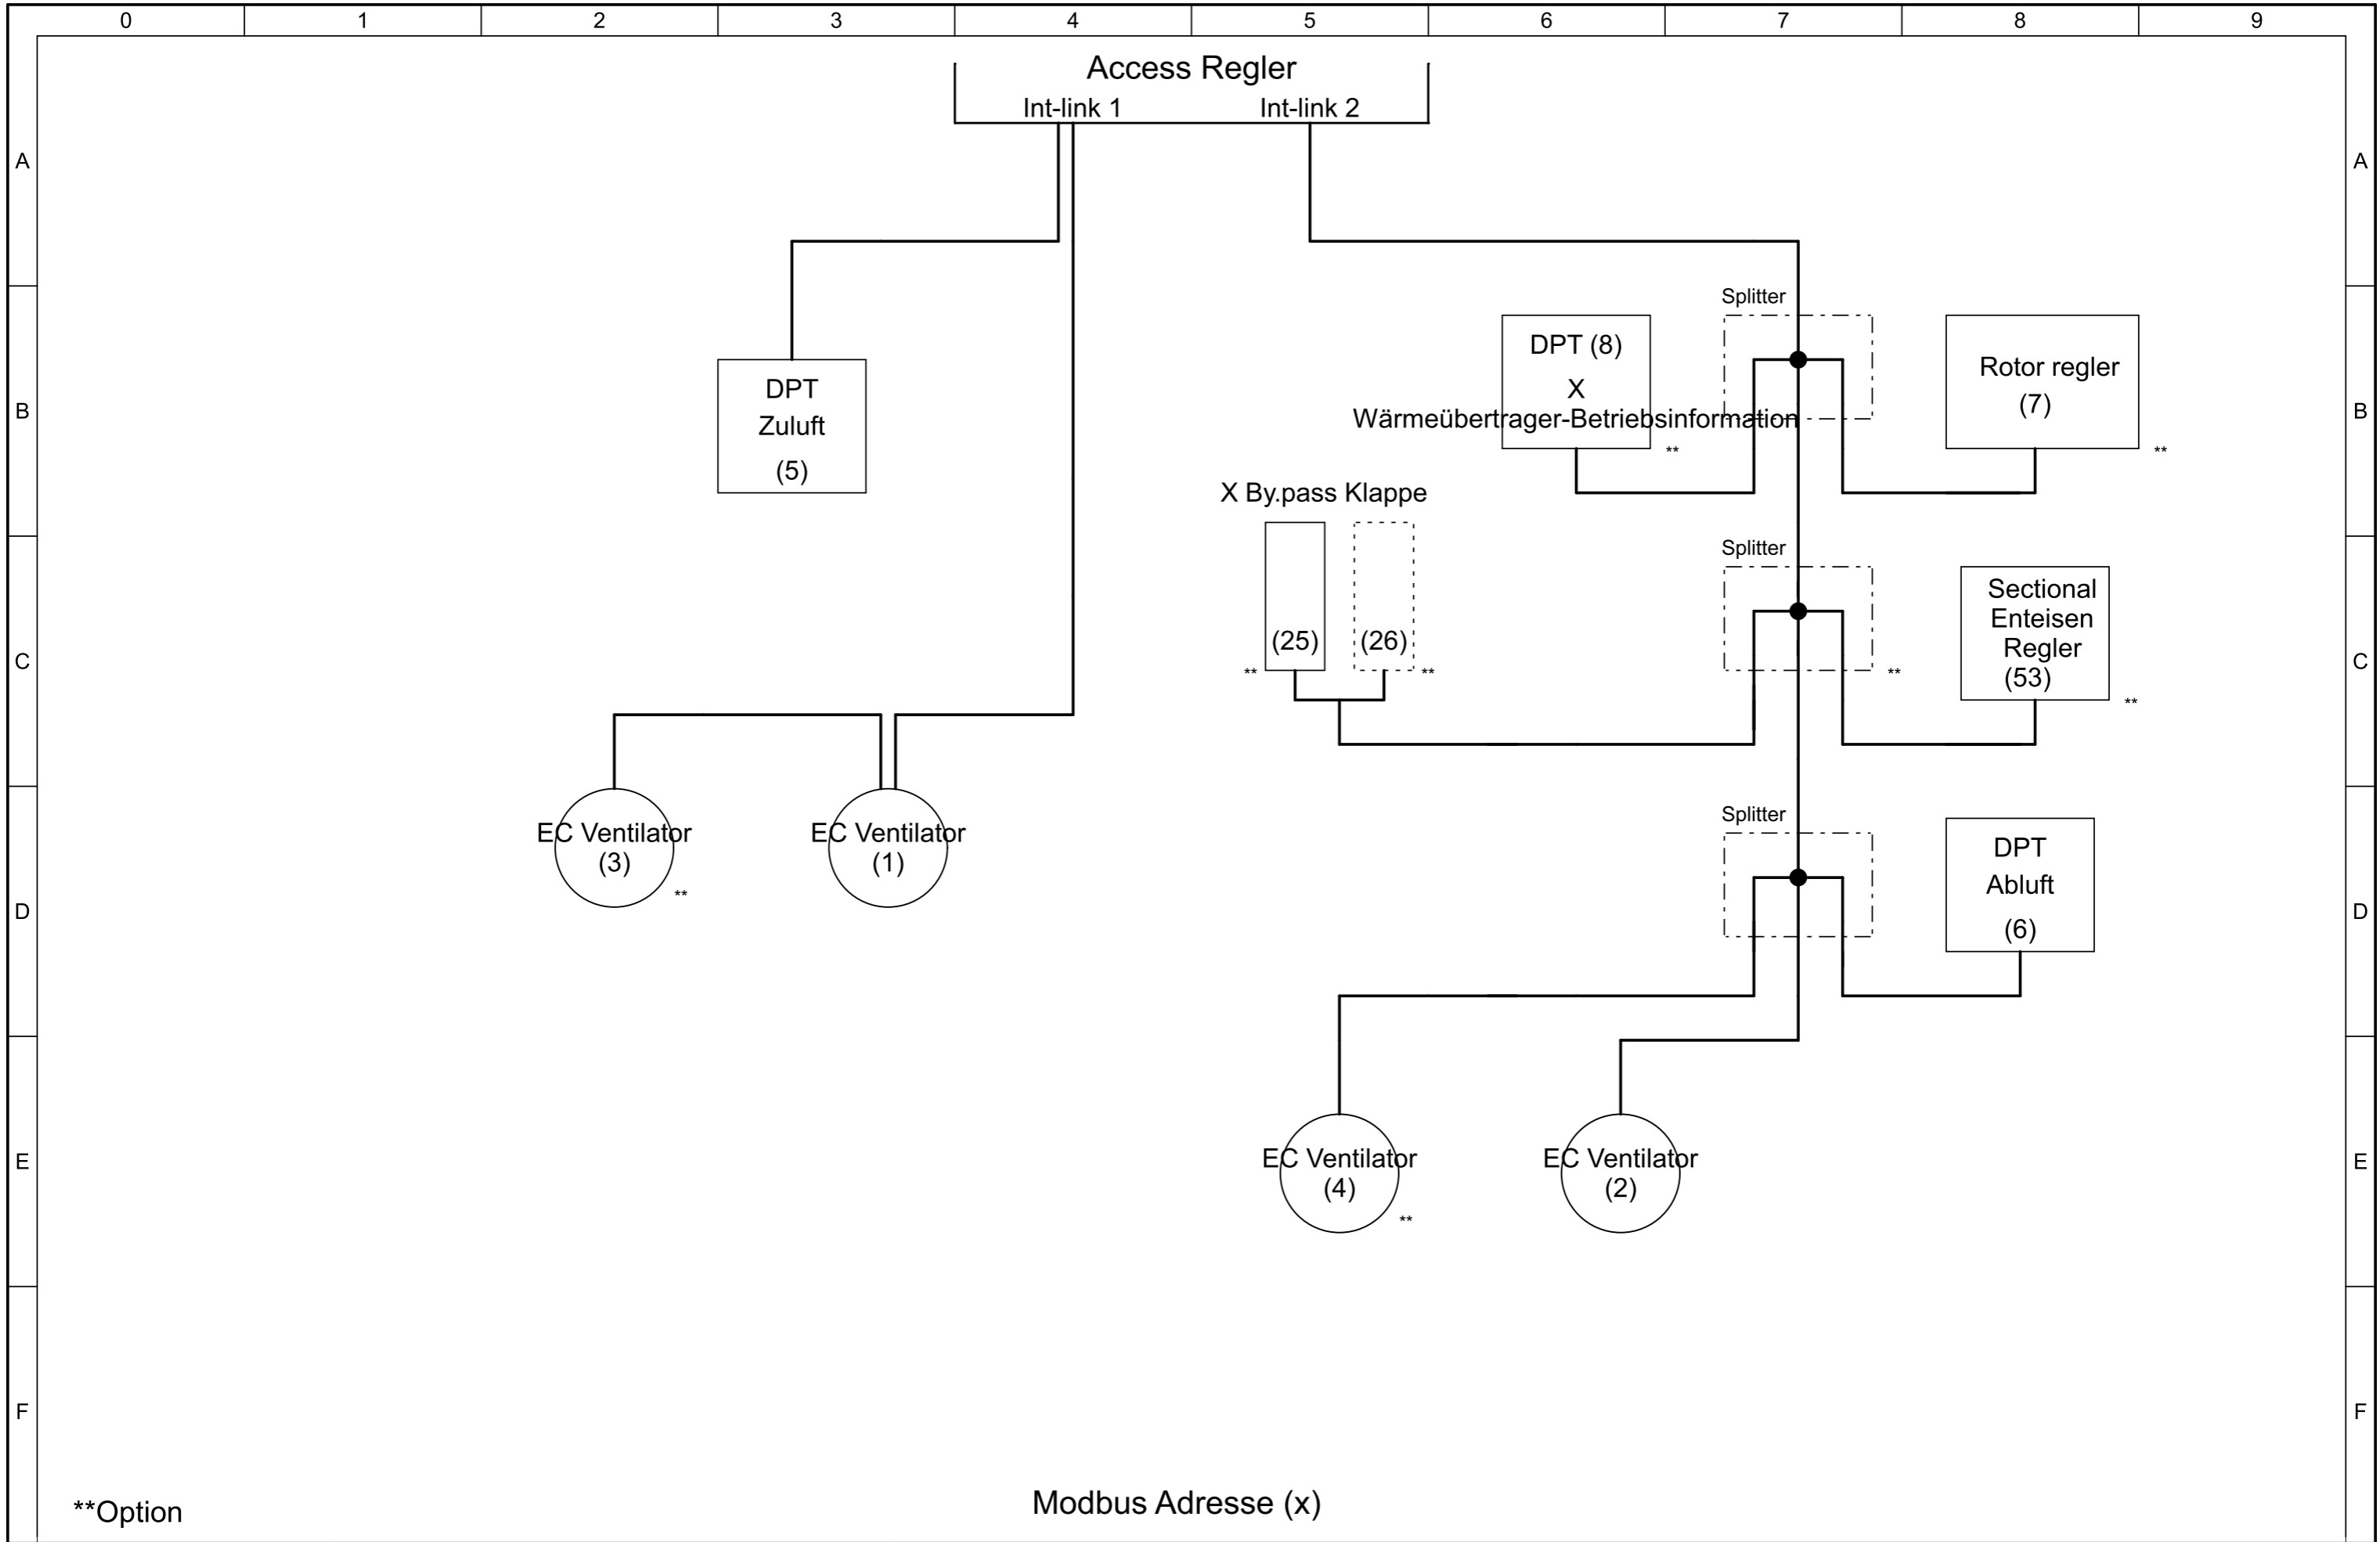 0 1 2 3 4 5 6 7 8 9
Access Regler
Int-link 1 Int-link 2
A A
Splitter
DPT (8)
X
Wärmeübertrager-Betriebsinformation
**
Rotor regler
(7)
**
DPT
Zuluft
(5)
B B
X By.pass Klappe
(25) (26)
** **
Splitter
**
Sectional
Enteisen
Regler
(53)
**
C C
EC Ventilator
(3)
**
EC Ventilator
(1)
Splitter
DPT
Abluft
(6)
D D
EC Ventilator
(4)
**
EC Ventilator
(2)
E E
F F
**Option
Modbus Adresse (x)